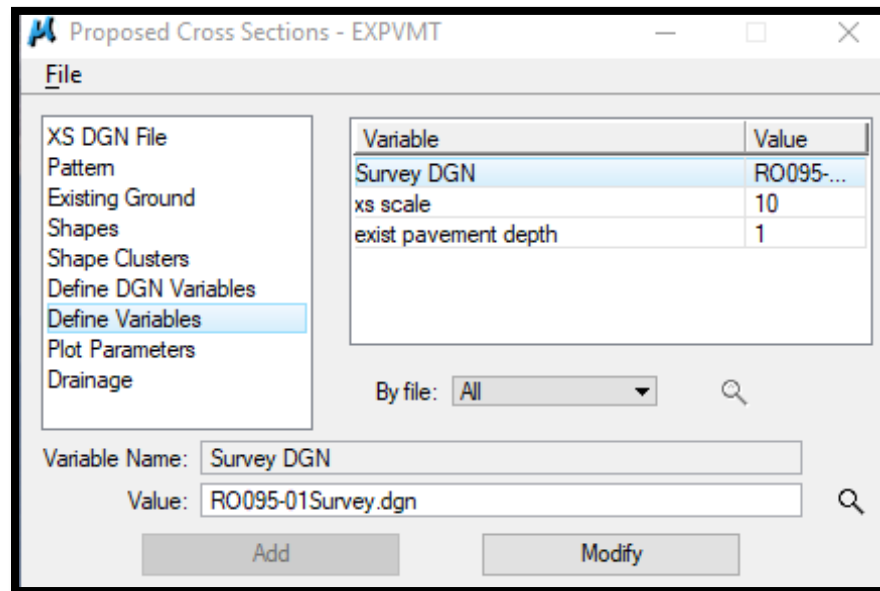 Proposed Cross Sections - EXPVMT
File
XS DGN File
Pattern
Existing Ground
Shapes
Shape Clusters
Define DGN Variables
Define Variables
Plot Parameters
Drainage
Variable Value
Survey DGN RO095-...
xs scale 10
exist pavement depth 1
By file: All
Variable Name: Survey DGN
Value: RO095-01Survey.dgn
Add Modify